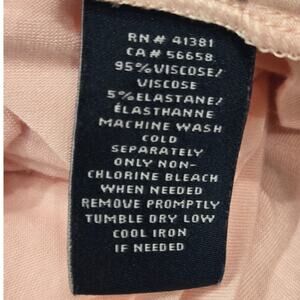 RN# 41381
CA# 56658
95% VISCOSE/
VISCOSE
5% ELASTANE/
ÉLASTHANNE
MACHINE WASH
COLD
SEPARATELY
ONLY NON-
CHLORINE BLEACH
WHEN NEEDED
REMOVE PROMPTLY
TUMBLE DRY LOW
COOL IRON
IF NEEDED